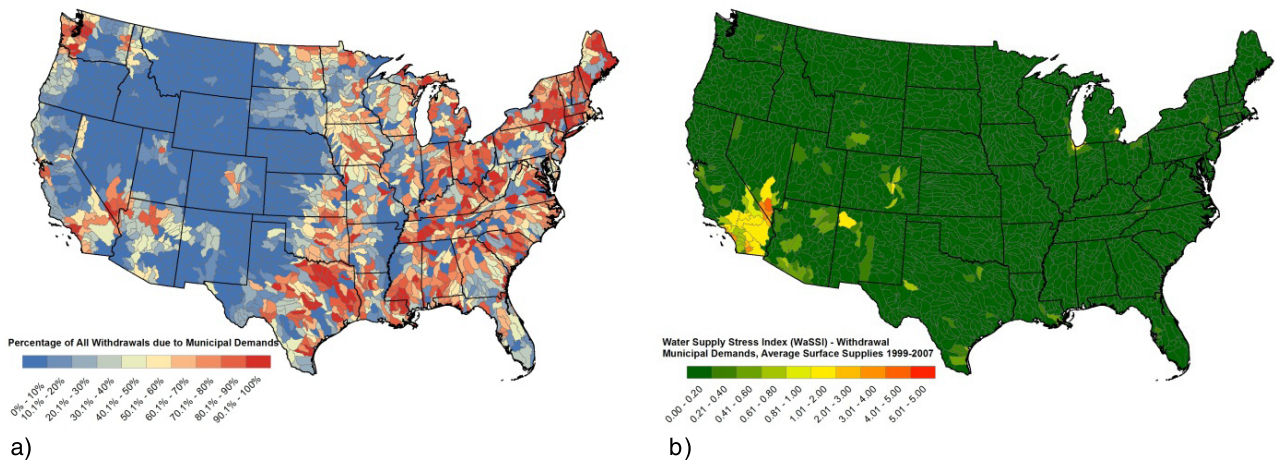 Percentage of All Withdrawals due to Municipal Demands
0% - 10%
10.1% - 20%
20.1% - 30%
30.1% - 40%
40.1% - 50%
50.1% - 60%
60.1% - 70%
70.1% - 80%
80.1% - 90%
90.1% - 100%
a)
Water Supply Stress Index (WaSSI) - Withdrawal
Municipal Demands, Average Surface Supplies 1999-2007
0.00 - 0.20
0.21 - 0.40
0.41 - 0.60
0.61 - 0.80
0.81 - 1.00
1.01 - 2.00
2.01 - 3.00
3.01 - 4.00
4.01 - 5.00
5.01 - 5.00
b)